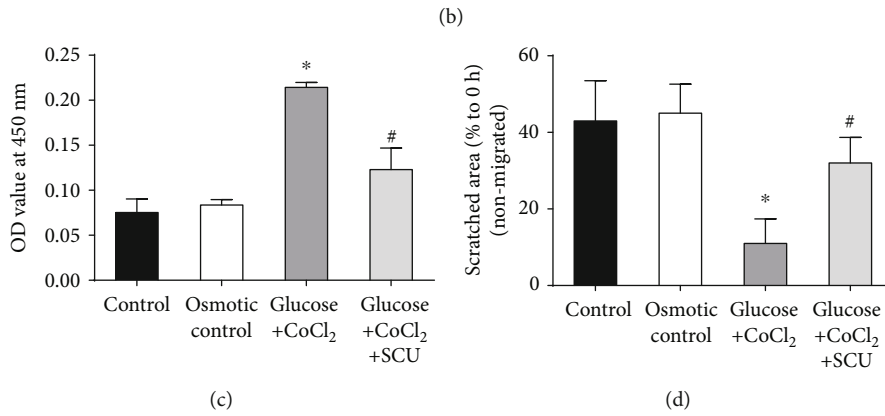 (b)
OD value at 450 nm
0.25
0.20
0.15
0.10
0.05
0.00
*
#
Control
Osmotic
control
Glucose
+CoCl₂
Glucose
+CoCl₂
+SCU
(c)
Scratched area (% to 0 h)
(non-migrated)
60
40
20
0
*
#
Control
Osmotic
control
Glucose
+CoCl₂
Glucose
+CoCl₂
+SCU
(d)